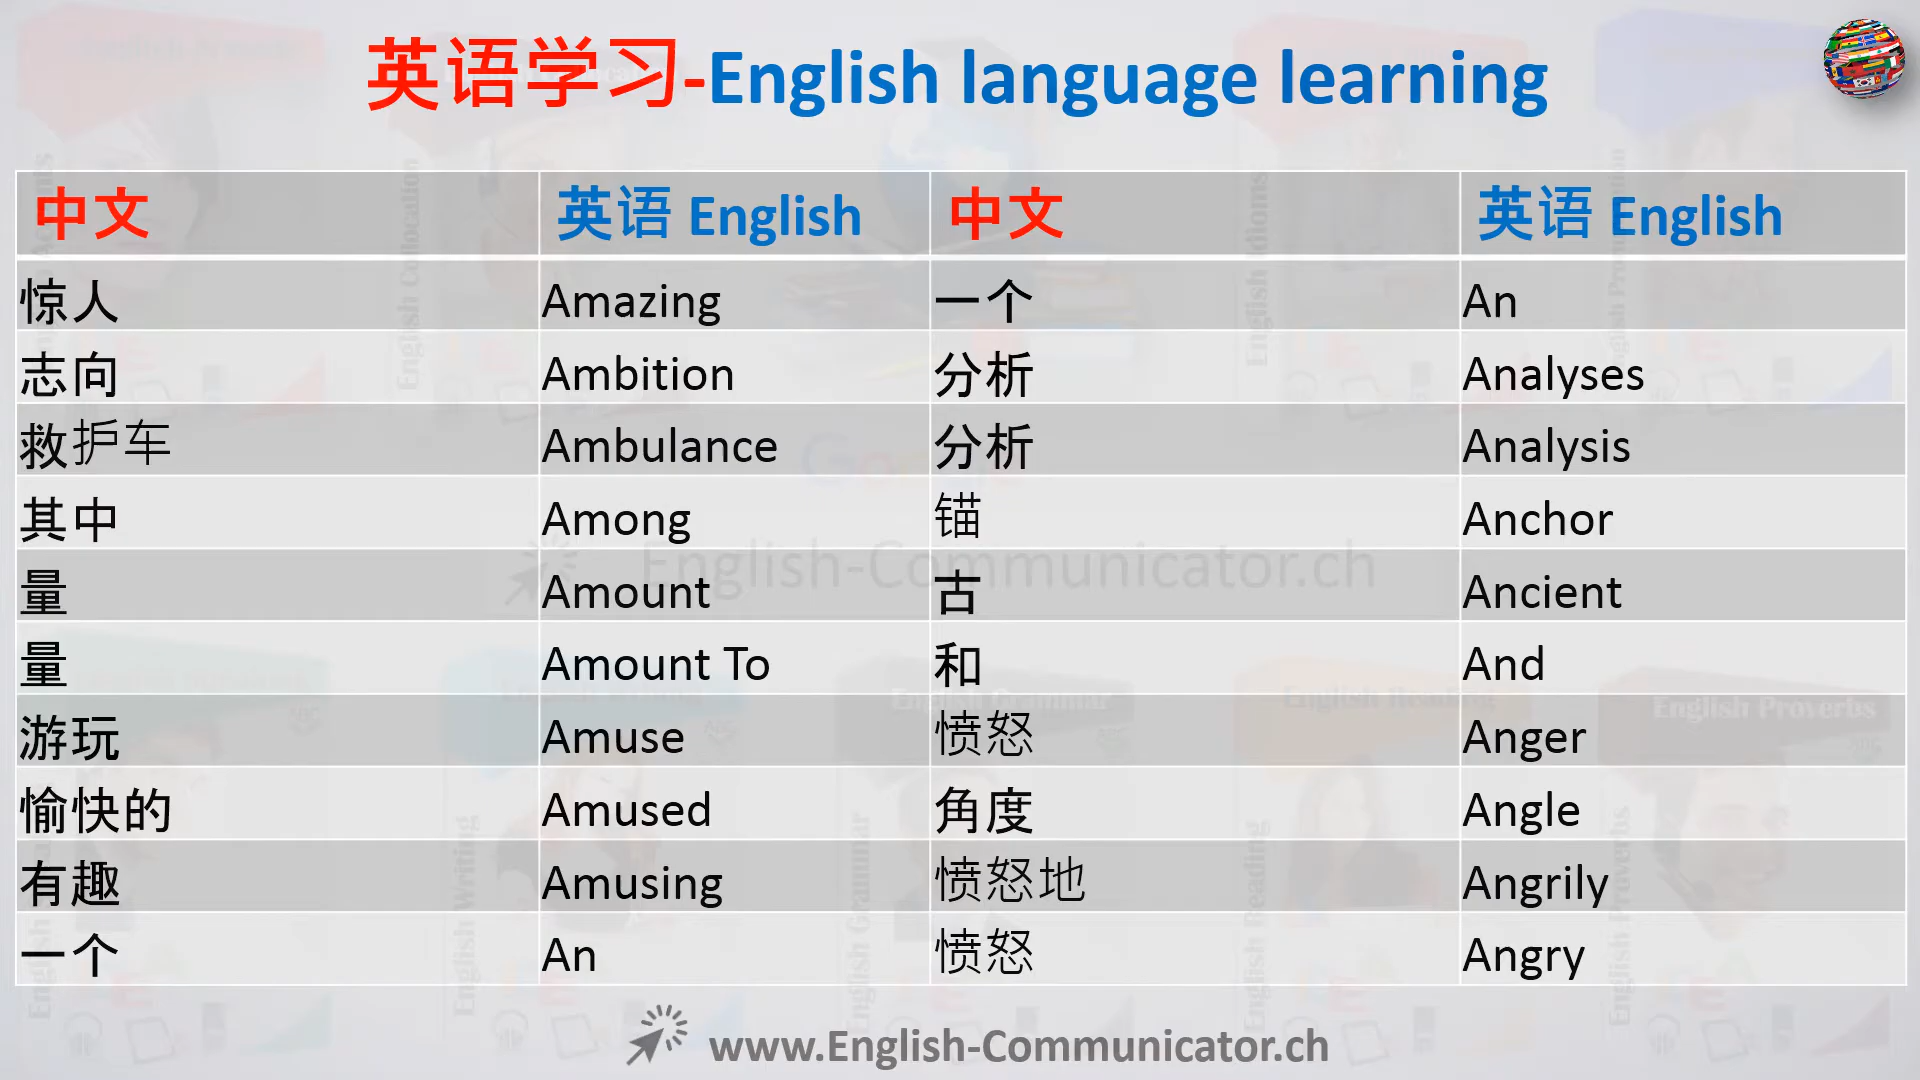 英语学习-English language learning
中文 英语 English 中文 英语 English
惊人 Amazing 一个 An
志向 Ambition 分析 Analyses
救护车 Ambulance 分析 Analysis
其中 Among 锚 Anchor
量 Amount 古 Ancient
量 Amount To 和 And
游玩 Amuse 愤怒 Anger
愉快的 Amused 角度 Angle
有趣 Amusing 愤怒地 Angrily
一个 An 愤怒 Angry
English-Communicator.ch
www.English-Communicator.ch